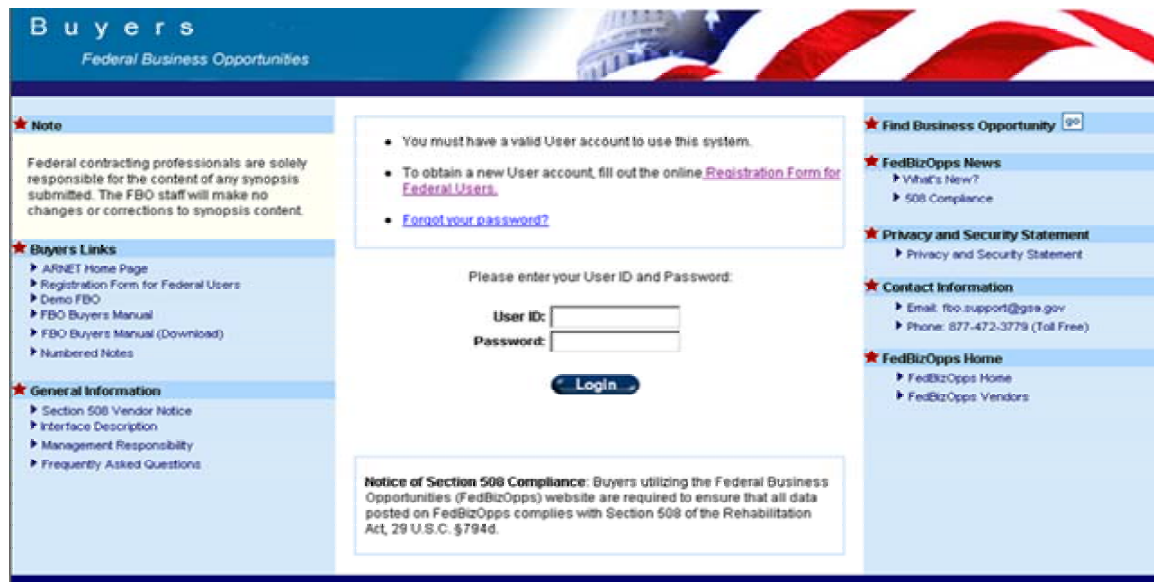 Buyers
Federal Business Opportunities
Note
Federal contracting professionals are solely
responsible for the content of any synopsis
submitted. The FBO staff will make no
changes or corrections to synopsis content.
Buyers Links
ARNET Home Page
Registration Form for Federal Users
Demo FBO
FBO Buyers Manual
FBO Buyers Manual (Download)
Numbered Notes
General Information
Section 508 Vendor Notice
Interface Description
Management Responsibility
Frequently Asked Questions
• You must have a valid User account to use this system.
• To obtain a new User account, fill out the online Registration Form for
Federal Users.
• Forgot your password?
Please enter your User ID and Password:
User ID:
Password:
Login
Notice of Section 508 Compliance: Buyers utilizing the Federal Business
Opportunities (FedBizOpps) website are required to ensure that all data
posted on FedBizOpps complies with Section 508 of the Rehabilitation
Act, 29 U.S.C. §794d.
Find Business Opportunity go
FedBizOpps News
What's New?
508 Compliance
Privacy and Security Statement
Privacy and Security Statement
Contact Information
Email: fbo.support@gsa.gov
Phone: 877-472-3779 (Toll Free)
FedBizOpps Home
FedBizOpps Home
FedBizOpps Vendors